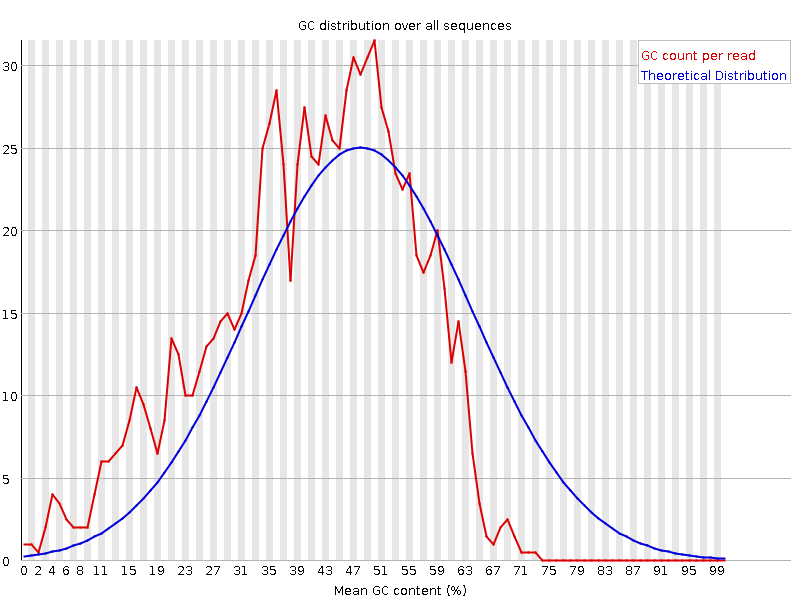 GC distribution over all sequences
GC count per read
Theoretical Distribution
30
25
20
15
10
5
0
0 2 4 6 8 11 15 19 23 27 31 35 39 43 47 51 55 59 63 67 71 75 79 83 87 91 95 99
Mean GC content (%)